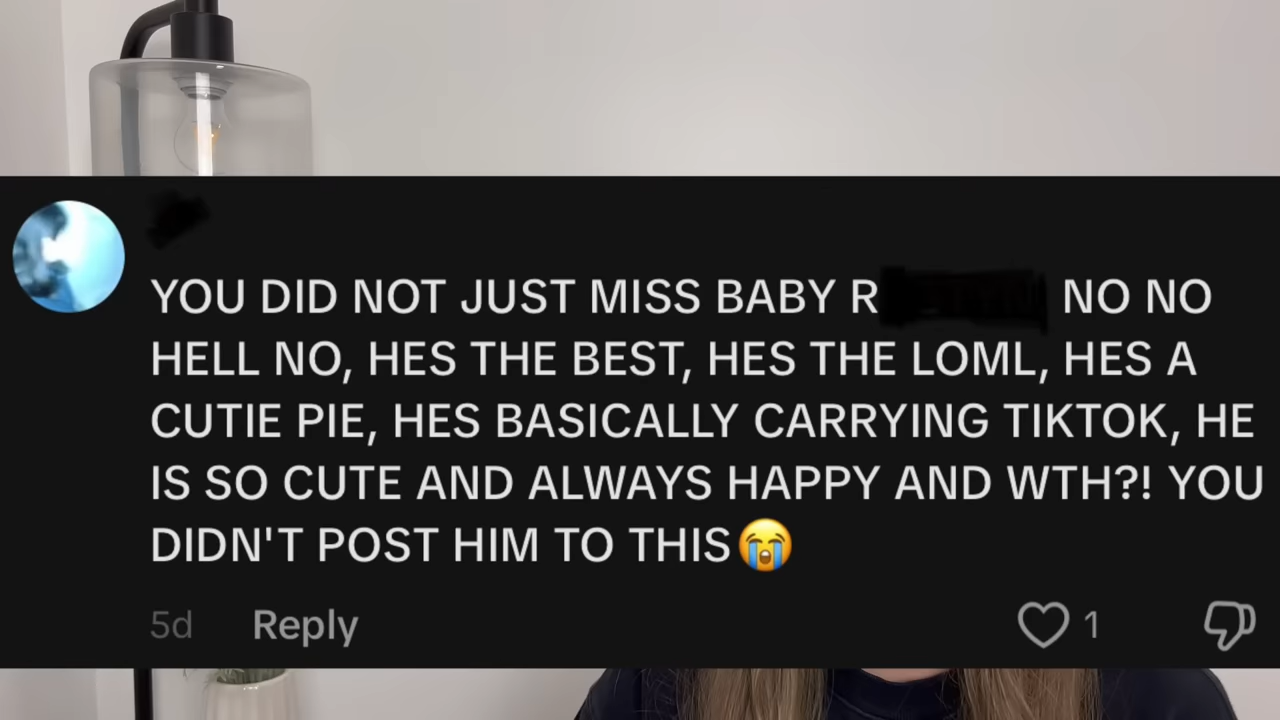 YOU DID NOT JUST MISS BABY R NO NO
HELL NO, HES THE BEST, HES THE LOML, HES A
CUTIE PIE, HES BASICALLY CARRYING TIKTOK, HE
IS SO CUTE AND ALWAYS HAPPY AND WTH?! YOU
DIDN'T POST HIM TO THIS😭
5d Reply 1